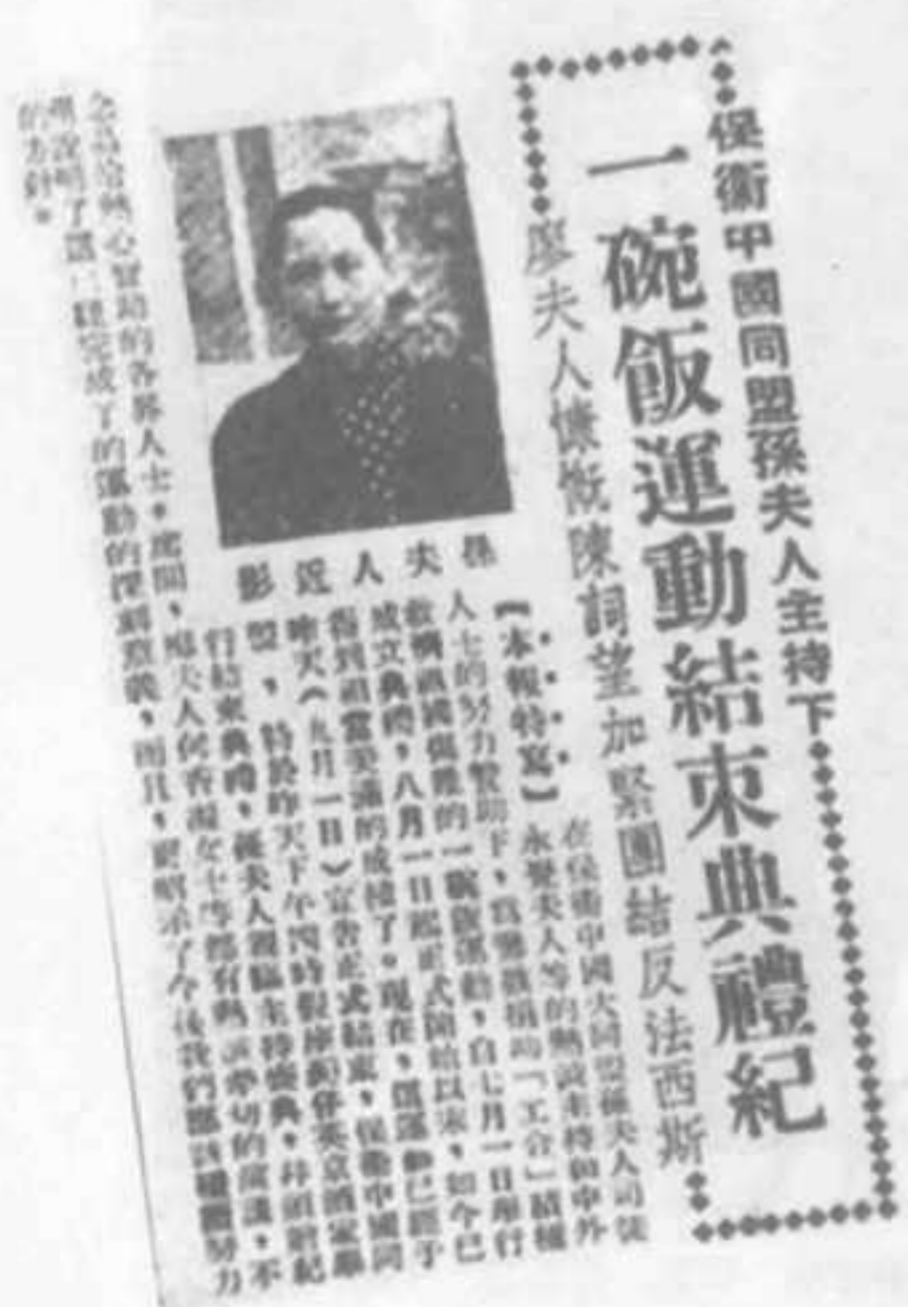 保衛中國同盟孫夫人主持下
一碗飯運動結束典禮紀
廖夫人慷慨陳詞望加緊團結反法西斯
孫夫人近影
【本報特寫】在保衛中國大同盟孫夫人司徒
永覺夫人等的熱誠主持和中外
人士的努力贊助下，為難救捐助「工合」積極
救濟祖國傷難的一碗飯運動，自七月一日舉行
成立典禮，八月一日起正式開始以來，如今已
得到相當美滿的成績了。現在，這運動已經于
昨天（九月一日）宣告正式結束，保衛中國同
盟，特於昨天下午四時假座英京酒家舉
行結束典禮，孫夫人親臨主持盛典，并頒贈紀
念品給熱心贊助的各界人士。席間，廖夫人何香凝女士等都有熱誠摯切的演講，不
單說明了這已經完成了的運動的深刻意義，而且，更昭示了今後我們應該繼續努力
的方針。